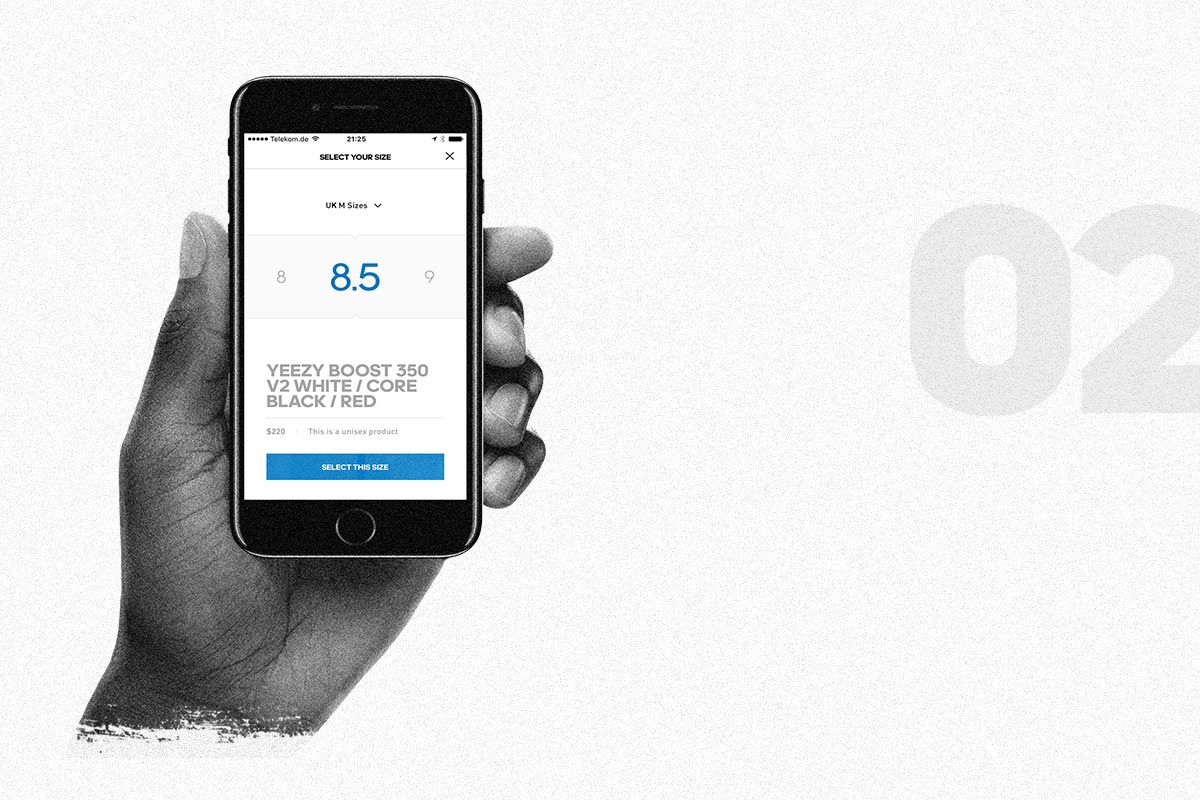 Telekom.de 21:25
SELECT YOUR SIZE
UK M Sizes
8 8.5 9
YEEZY BOOST 350
V2 WHITE / CORE
BLACK / RED
$220 This is a unisex product
SELECT THIS SIZE
02